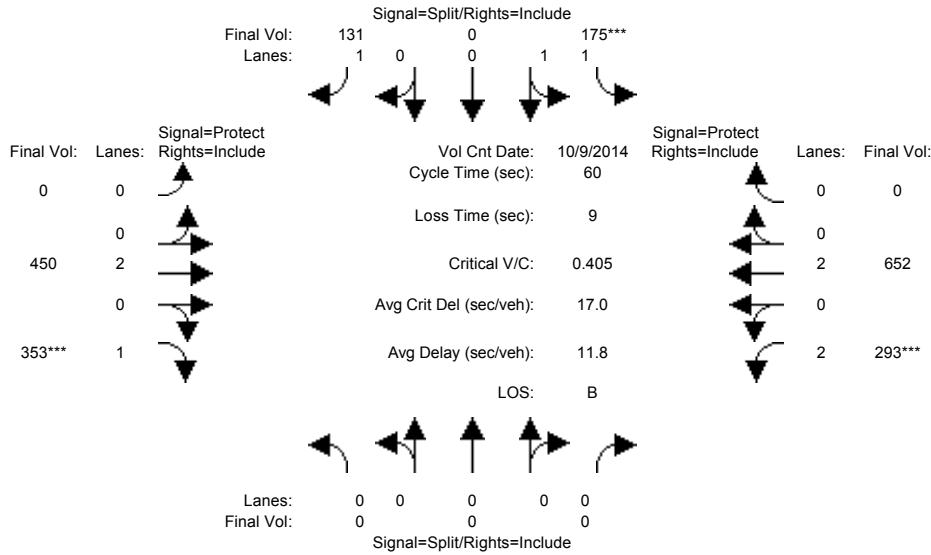 Signal=Split/Rights=Include
Final Vol: 131 0 175***
Lanes: 1 0 0 1 1
Signal=Protect Signal=Protect
Final Vol: Lanes: Rights=Include Vol Cnt Date: 10/9/2014 Rights=Include Lanes: Final Vol:
Cycle Time (sec): 60
0 0 0 0
Loss Time (sec): 9
0 0
450 2 Critical V/C: 0.405 2 652
0 Avg Crit Del (sec/veh): 17.0 0
353*** 1 Avg Delay (sec/veh): 11.8 2 293***
LOS: B
Lanes: 0 0 0 0 0
Final Vol: 0 0 0
Signal=Split/Rights=Include